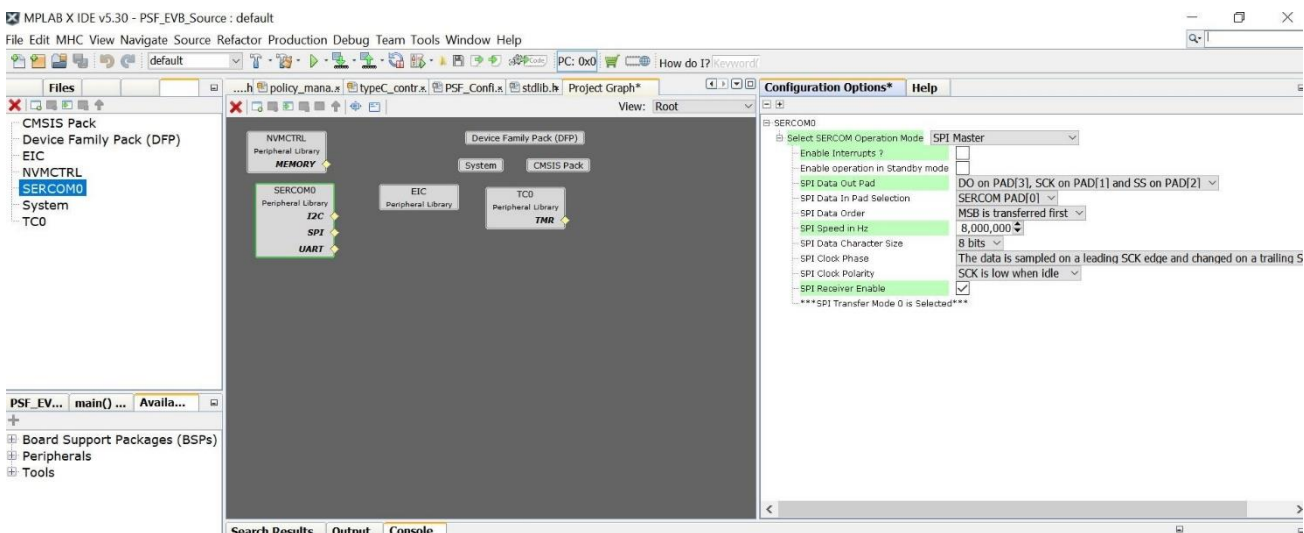 MPLAB X IDE v5.30 - PSF_EVB_Source : default
File Edit MHC View Navigate Source Refactor Production Debug Team Tools Window Help
default
PC: 0x0
How do I?
Files
CMSIS Pack
Device Family Pack (DFP)
EIC
NVMCTRL
SERCOM0
System
TC0
PSF_EV... main() ... Availa...
Board Support Packages (BSPs)
Peripherals
Tools
....h policy_mana. typeC_contr. PSF_Confi. stdlib.h Project Graph*
View: Root
NVMCTRL
Peripheral Library
MEMORY
Device Family Pack (DFP)
System CMSIS Pack
SERCOM0
Peripheral Library
I2C
SPI
UART
EIC
Peripheral Library
TC0
Peripheral Library
TMR
Search Results Output Console
Configuration Options* Help
SERCOM0
Select SERCOM Operation Mode SPI Master
Enable Interrupts ?
Enable operation in Standby mode
SPI Data Out Pad DO on PAD[3], SCK on PAD[1] and SS on PAD[2]
SPI Data In Pad Selection SERCOM PAD[0]
SPI Data Order MSB is transferred first
SPI Speed in Hz 8,000,000
SPI Data Character Size 8 bits
SPI Clock Phase The data is sampled on a leading SCK edge and changed on a trailing S
SPI Clock Polarity SCK is low when idle
SPI Receiver Enable
***SPI Transfer Mode 0 is Selected***